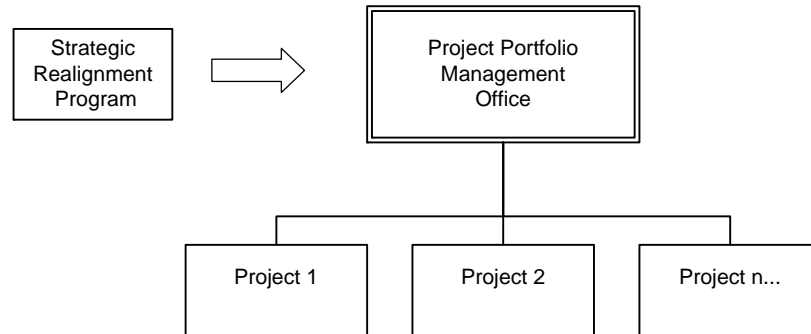 Strategic
Realignment
Program
Project Portfolio
Management
Office
Project 1
Project 2
Project n...